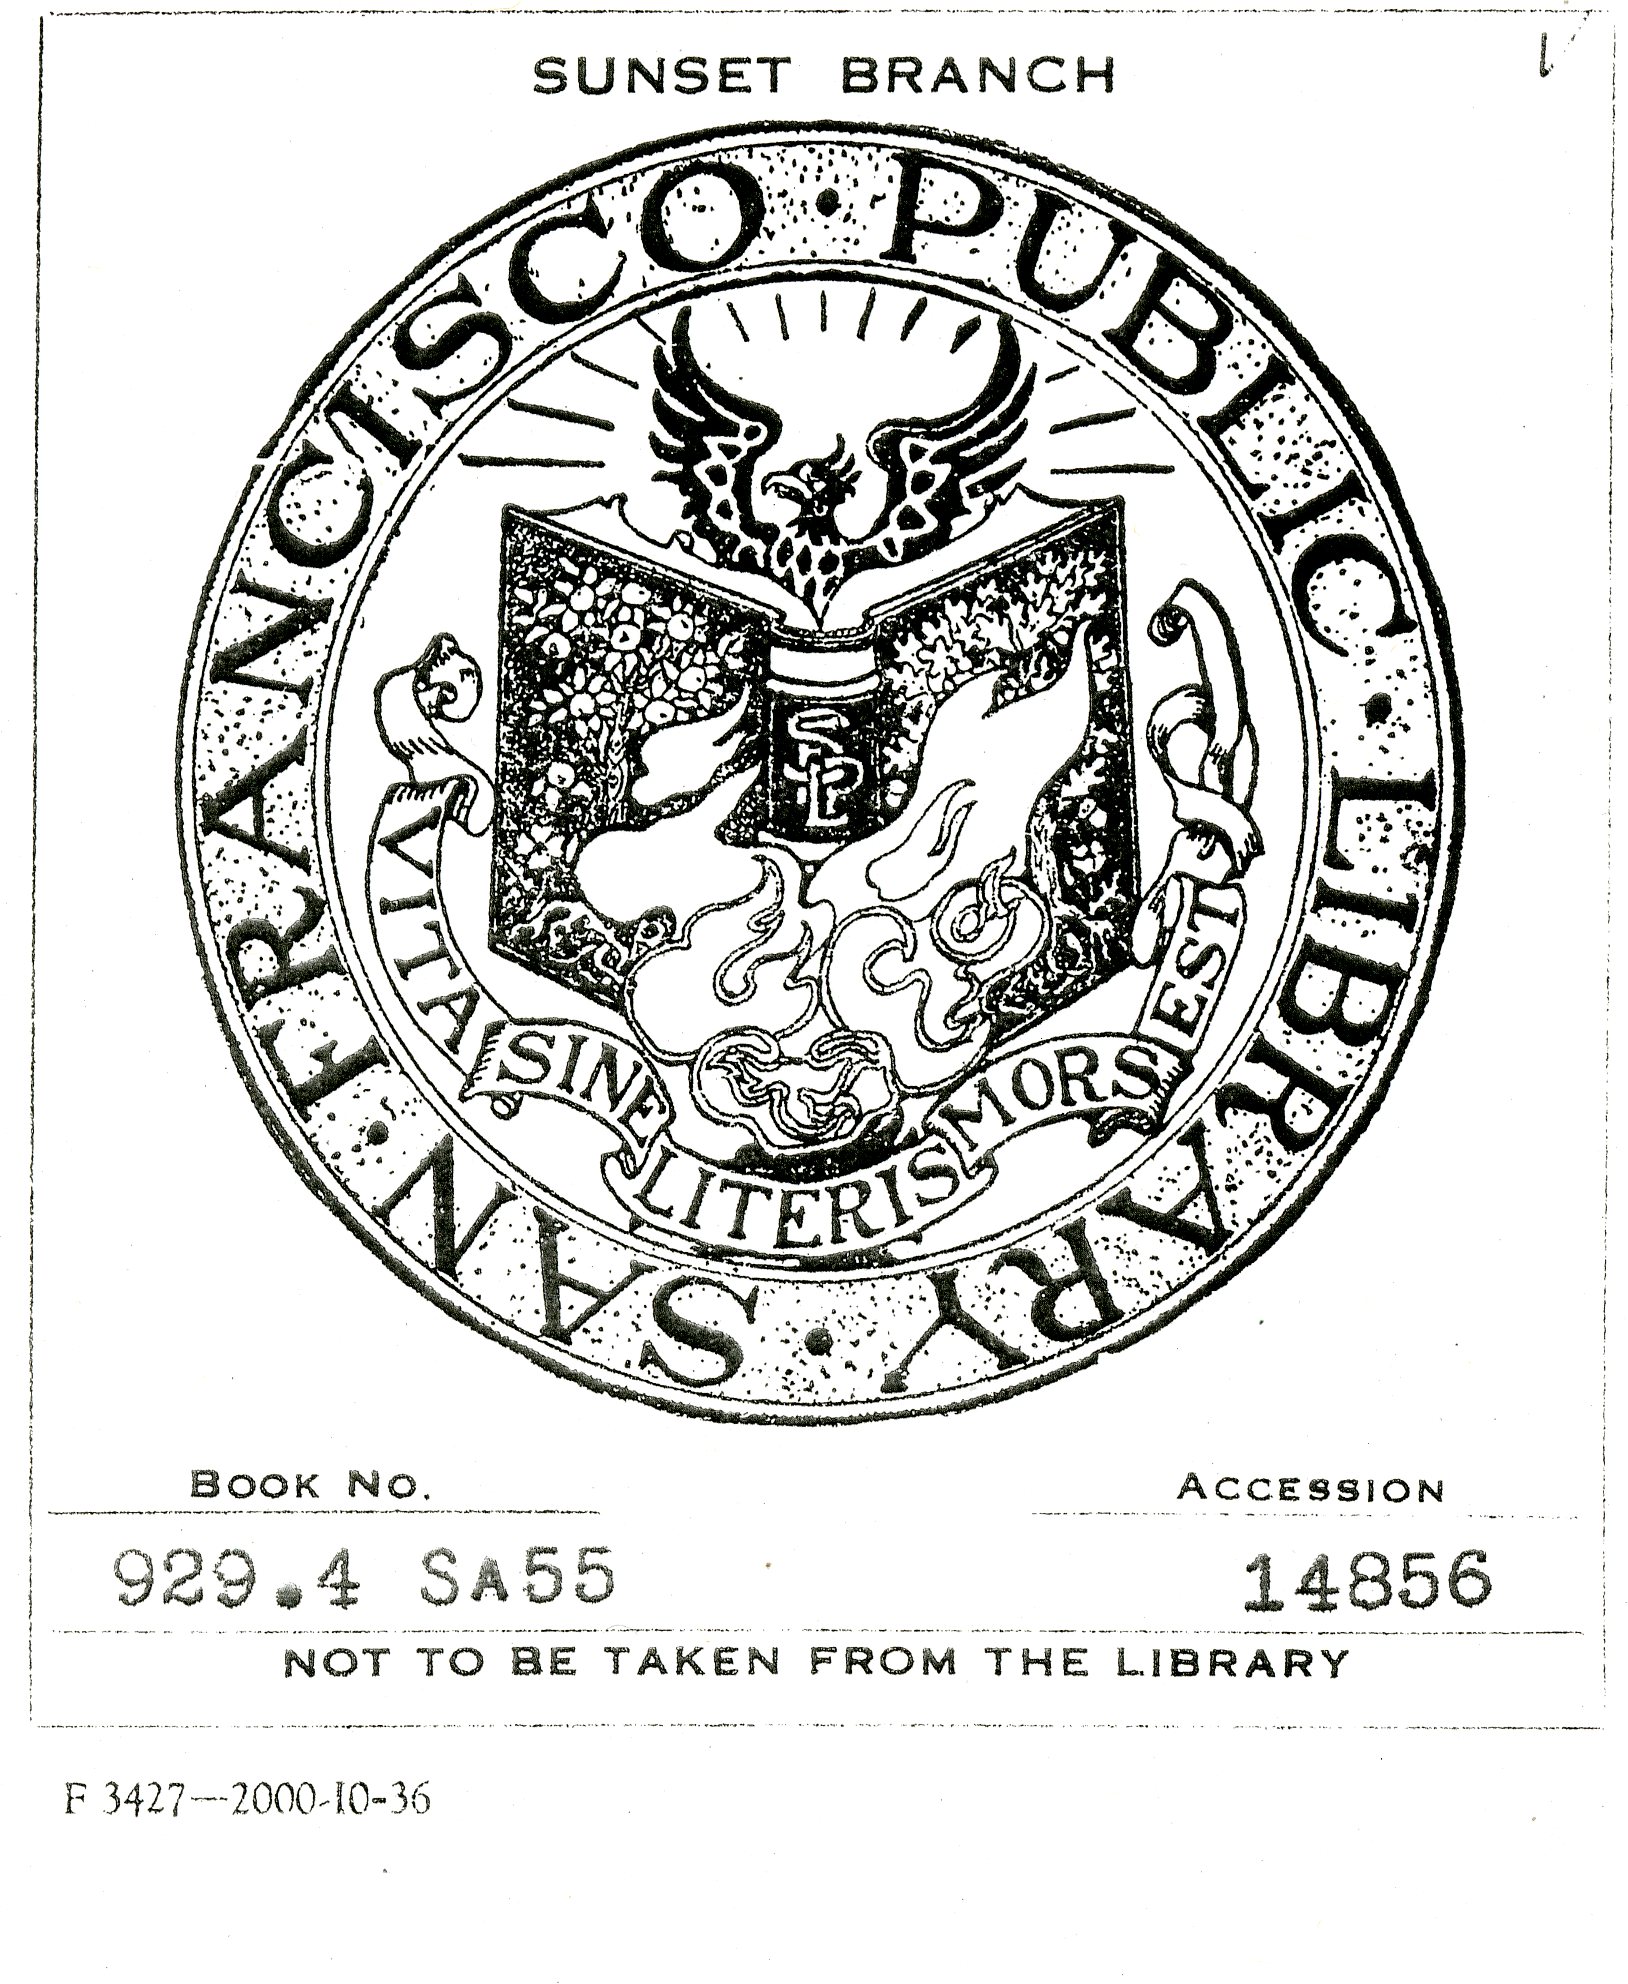 SUNSET BRANCH
SAN · FRANCISCO · PUBLIC · LIBRARY ·
SFPL
VITA SINE LITERIS MORS EST
BOOK NO.
ACCESSION
929.4 SA55
14856
NOT TO BE TAKEN FROM THE LIBRARY
F 3427—2000-10-36